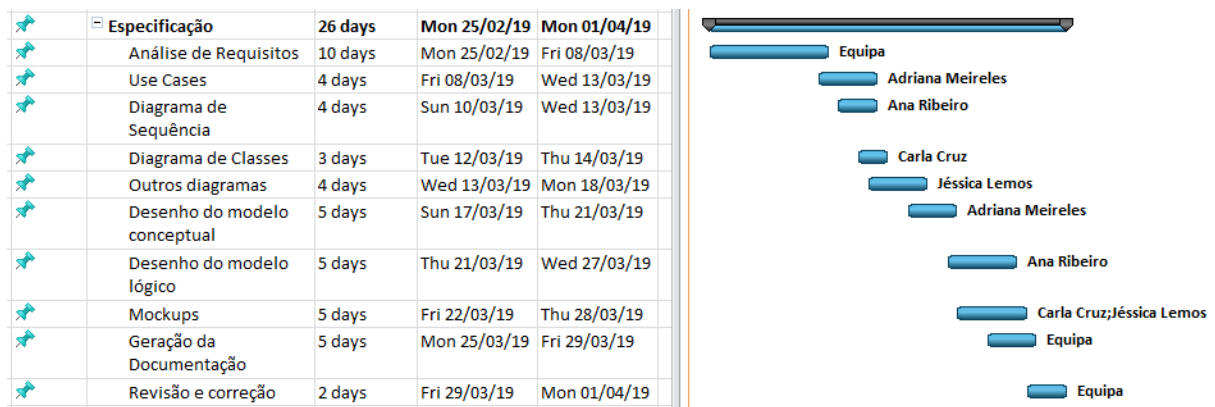 Especificação 26 days Mon 25/02/19 Mon 01/04/19
Análise de Requisitos 10 days Mon 25/02/19 Fri 08/03/19 Equipa
Use Cases 4 days Fri 08/03/19 Wed 13/03/19 Adriana Meireles
Diagrama de 4 days Sun 10/03/19 Wed 13/03/19 Ana Ribeiro
Sequência
Diagrama de Classes 3 days Tue 12/03/19 Thu 14/03/19 Carla Cruz
Outros diagramas 4 days Wed 13/03/19 Mon 18/03/19 Jéssica Lemos
Desenho do modelo 5 days Sun 17/03/19 Thu 21/03/19 Adriana Meireles
conceptual
Desenho do modelo 5 days Thu 21/03/19 Wed 27/03/19 Ana Ribeiro
lógico
Mockups 5 days Fri 22/03/19 Thu 28/03/19 Carla Cruz;Jéssica Lemos
Geração da 5 days Mon 25/03/19 Fri 29/03/19 Equipa
Documentação
Revisão e correção 2 days Fri 29/03/19 Mon 01/04/19 Equipa